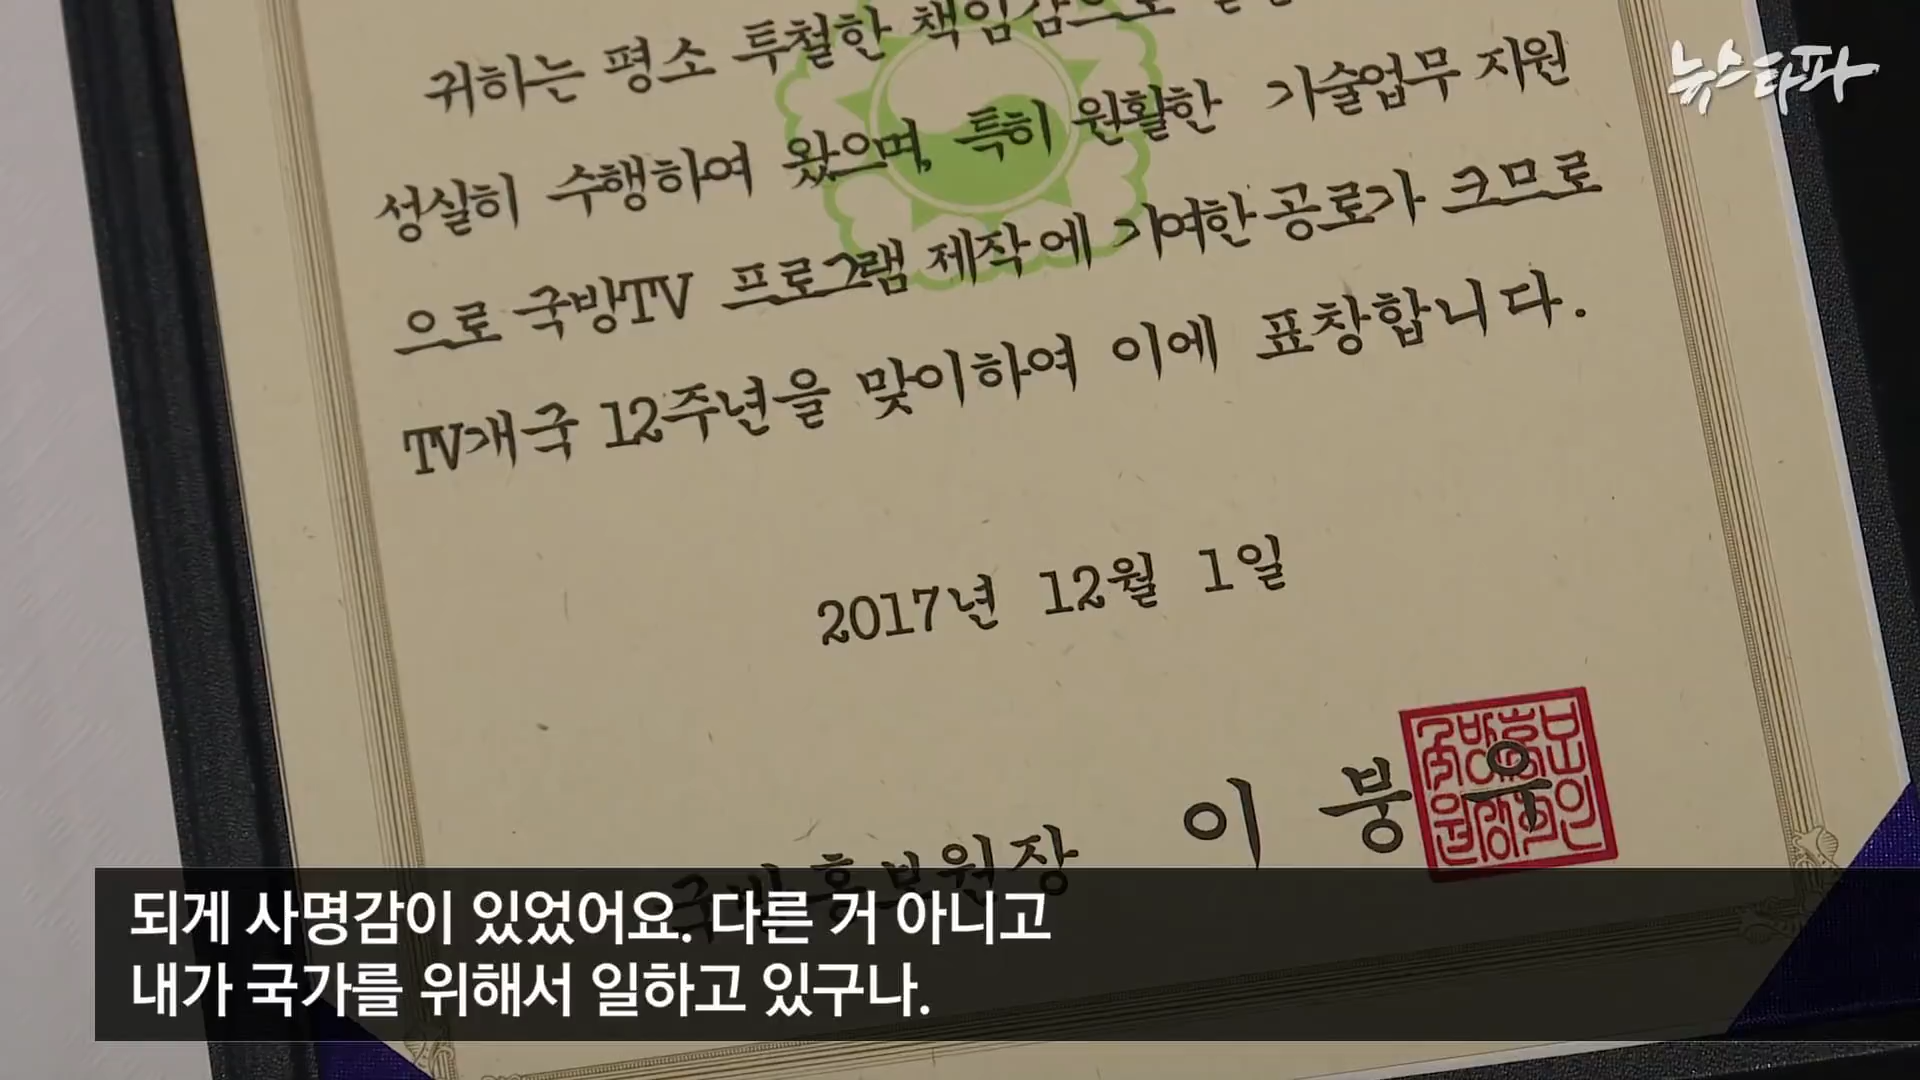 뉴스타파
귀하는 평소 투철한 책임감으로
성실히 수행하여 왔으며, 특히 원활한 기술업무 지원
으로 국방TV 프로그램 제작에 기여한 공로가 크므로
TV개국 12주년을 맞이하여 이에 표창합니다.
2017년 12월 1일
국방홍보원장 이붕우
되게 사명감이 있었어요. 다른 거 아니고
내가 국가를 위해서 일하고 있구나.